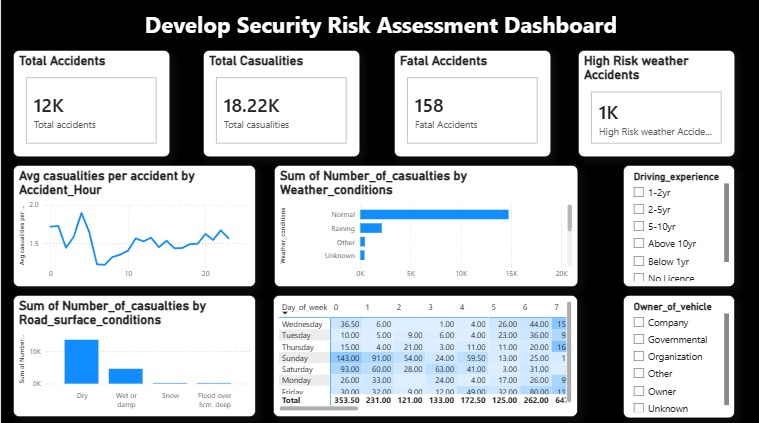 Develop Security Risk Assessment Dashboard
Total Accidents
12K
Total accidents
Total Casualities
18.22K
Total casualities
Fatal Accidents
158
Fatal Accidents
High Risk weather
Accidents
1K
High Risk weather Accide...
Avg casualities per accident by
Accident_Hour
Avg casualities per ...
2.0
1.5
0 10 20
Sum of Number_of_casualties by
Weather_conditions
Weather_conditions
Normal
Raining
Other
Unknown
0K 5K 10K 15K 20K
Driving_experience
1-2yr
2-5yr
5-10yr
Above 10yr
Below 1yr
No Licence
Sum of Number_of_casualties by
Road_surface_conditions
Sum of Number...
10K
0K
Dry Wet or damp Snow Flood over 3cm. deep
Day_of_week 0 1 2 3 4 5 6 7
Wednesday 36.50 6.00 1.00 4.00 26.00 44.00 15
Tuesday 10.00 5.00 9.00 6.00 4.00 23.00 36.00 9
Thursday 15.00 4.00 21.00 3.00 11.00 11.00 20.00 16
Sunday 143.00 91.00 54.00 24.00 59.50 13.00 25.00 1
Saturday 93.00 60.00 28.00 63.00 41.00 3.00 31.00
Monday 26.00 33.00 24.00 4.00 17.00 26.00 9
Friday 30.00 32.00 9.00 12.00 49.00 32.00 80.00 11
Total 353.50 231.00 121.00 133.00 172.50 125.00 262.00 647
Owner_of_vehicle
Company
Governmental
Organization
Other
Owner
Unknown